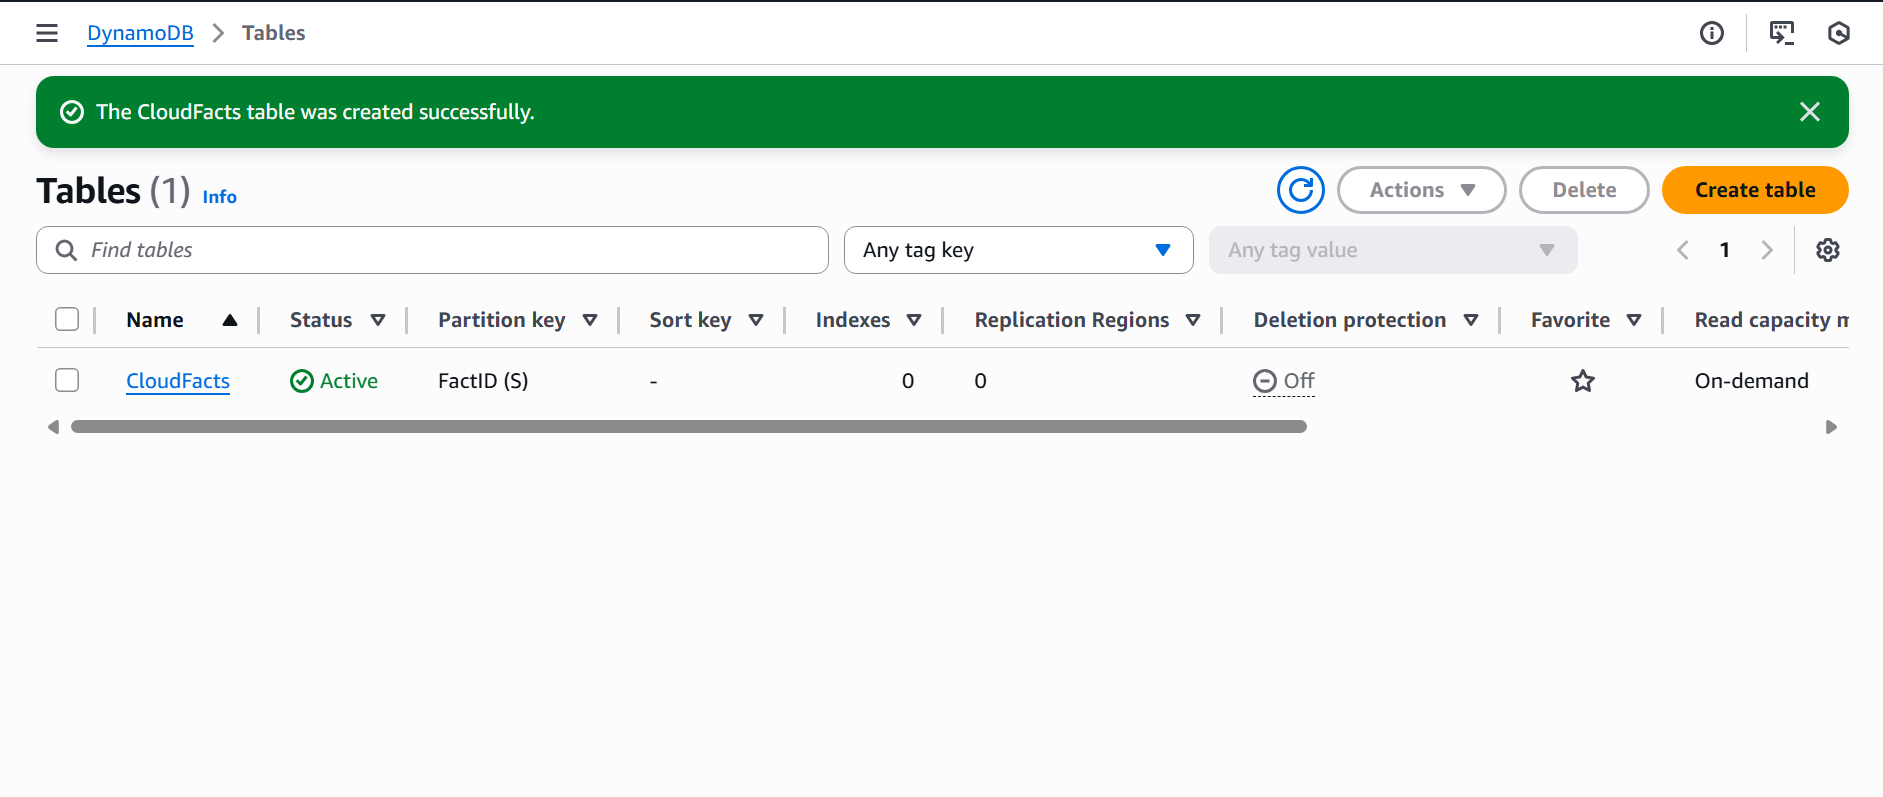 DynamoDB > Tables
The CloudFacts table was created successfully.
Tables (1) Info Actions Delete Create table
Find tables Any tag key Any tag value 1
Name Status Partition key Sort key Indexes Replication Regions Deletion protection Favorite Read capacity m
CloudFacts Active FactID (S) - 0 0 Off On-demand